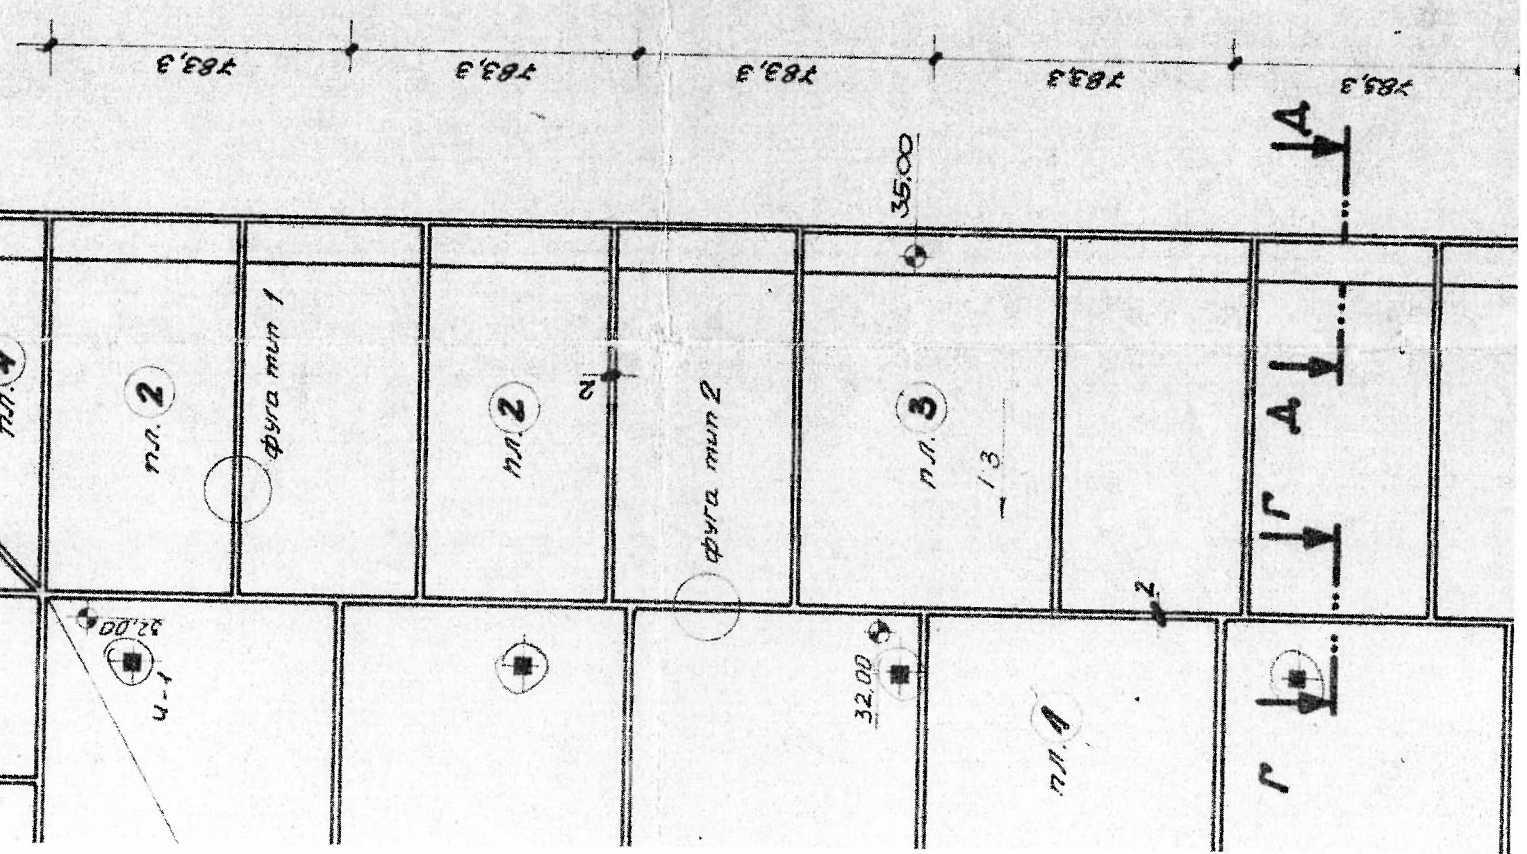 783,3
783,3
783,3
783,3
783,3
Д
35.00
фуга тип 1
пл. 4
пл. 2
пл. 2
2
фуга тип 2
пл. 3
1:3
Д
Г
2
32,00
ч-1
32.00
пл. 1
Г